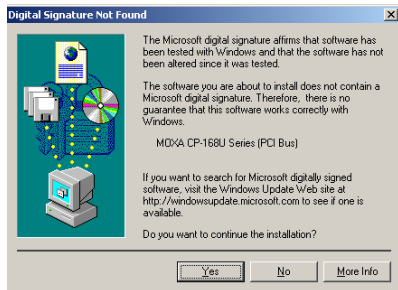 Digital Signature Not Found
The Microsoft digital signature affirms that software has
been tested with Windows and that the software has not
been altered since it was tested.
The software you are about to install does not contain a
Microsoft digital signature. Therefore, there is no
guarantee that this software works correctly with
Windows.
MOXA CP-168U Series (PCI Bus)
If you want to search for Microsoft digitally signed
software, visit the Windows Update Web site at
http://windowsupdate.microsoft.com to see if one is
available.
Do you want to continue the installation?
Yes No More Info